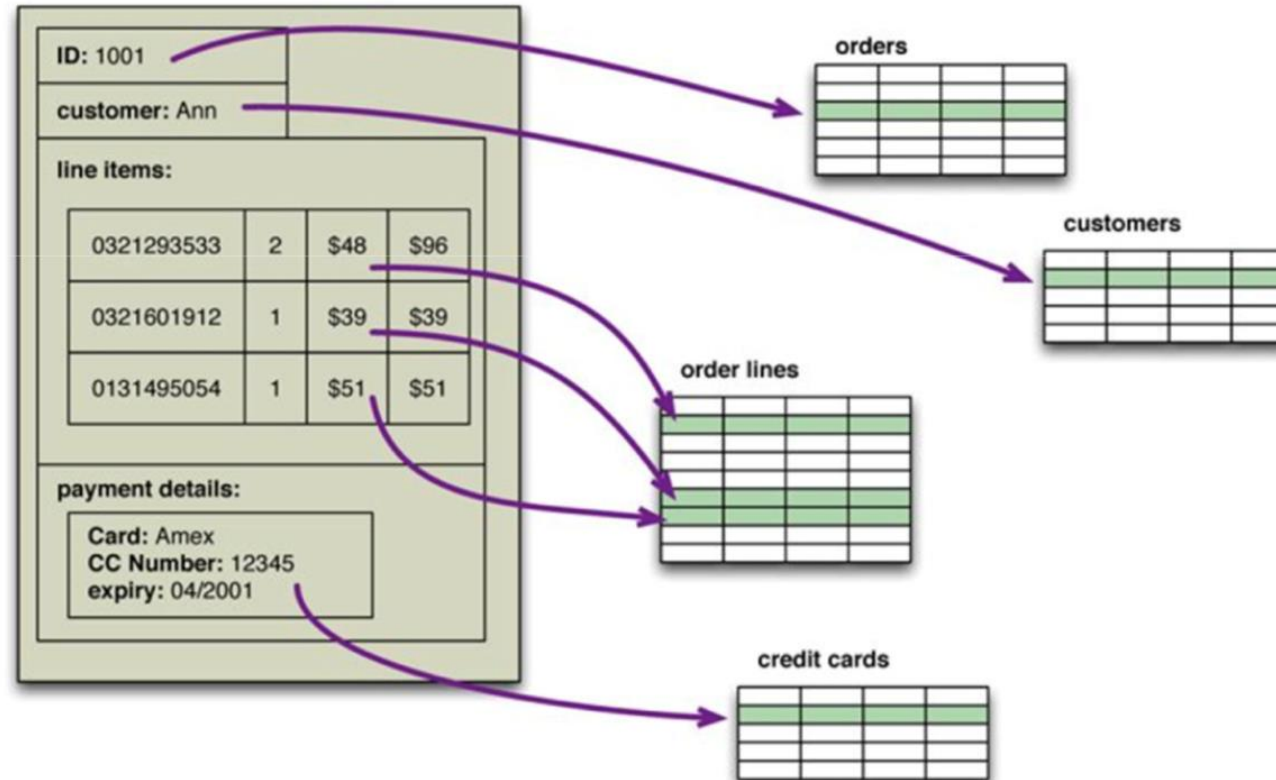 ID: 1001
customer: Ann
line items:
0321293533 2 $48 $96
0321601912 1 $39 $39
0131495054 1 $51 $51
payment details:
Card: Amex
CC Number: 12345
expiry: 04/2001
orders
customers
order lines
credit cards